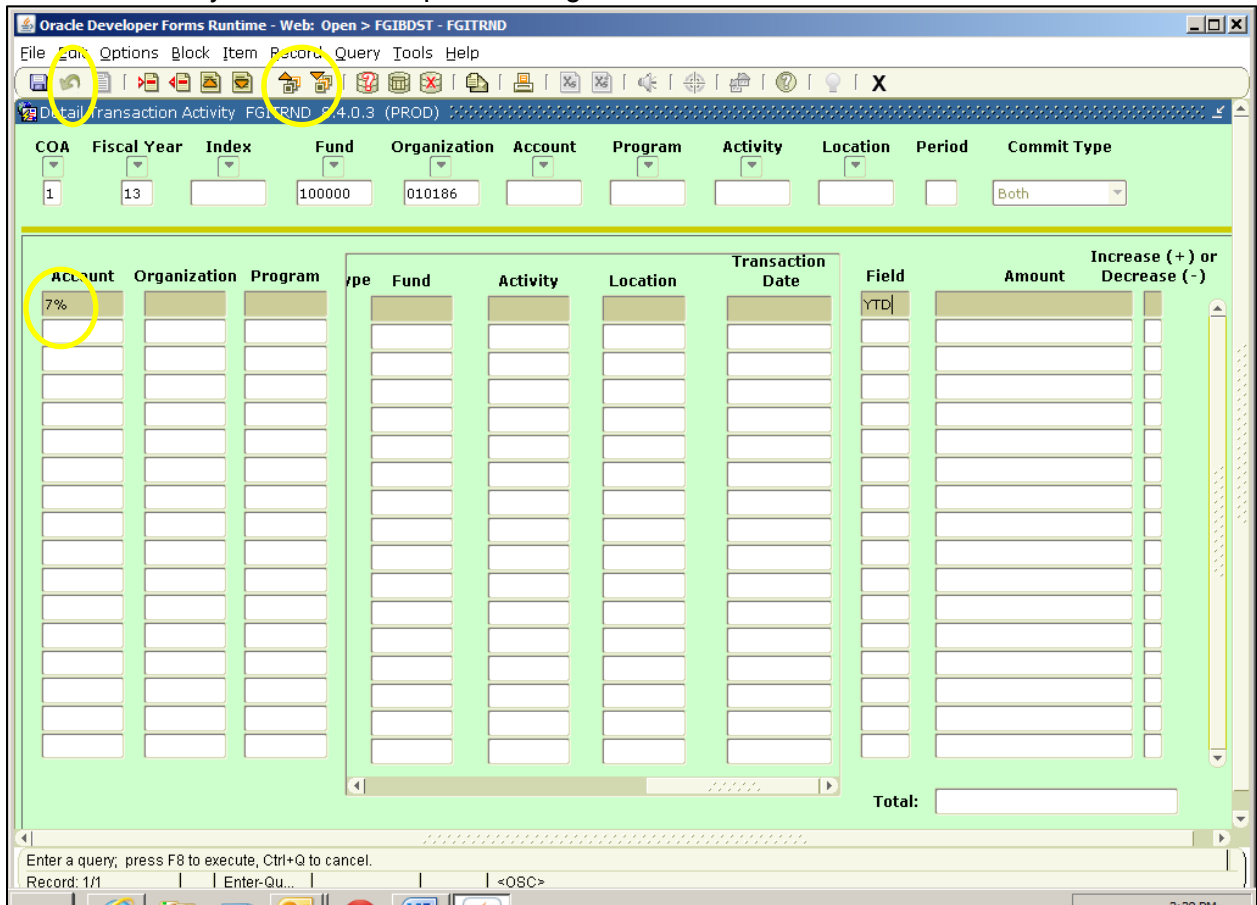 Oracle Developer Forms Runtime - Web: Open > FGIBDST - FGITRND
File Edit Options Block Item Record Query Tools Help
X
Detail Transaction Activity FGITRND 8.4.0.3 (PROD)
COA Fiscal Year Index Fund Organization Account Program Activity Location Period Commit Type
1 13 100000 010186 Both
Increase (+) or
Transaction
Account Organization Program ype Fund Activity Location Date Field Amount Decrease (-)
7% YTD
Total:
Enter a query; press F8 to execute, Ctrl+Q to cancel.
Record: 1/1 Enter-Qu... <OSC>